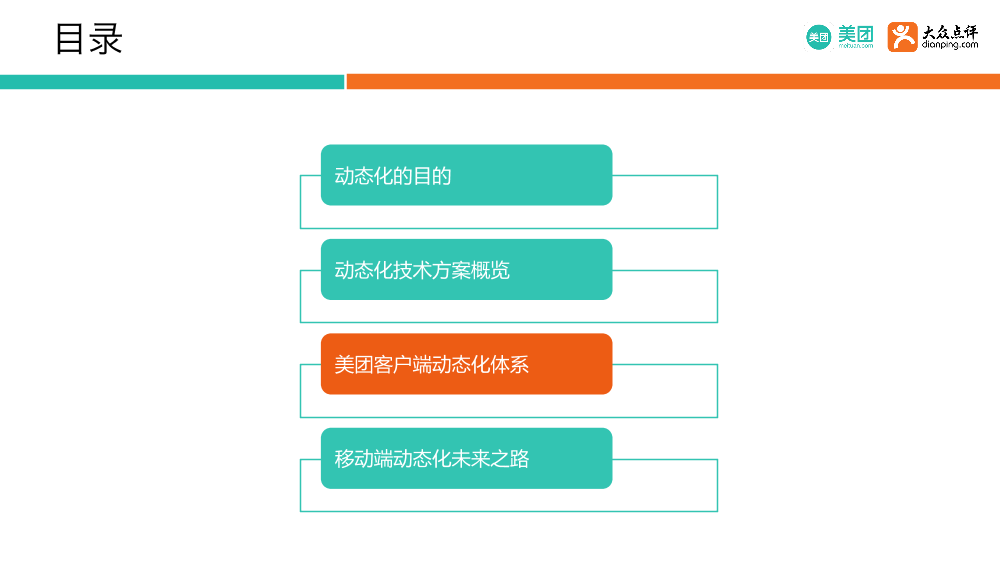 目录
美团
美团
meituan.com
大众点评
dianping.com
动态化的目的
动态化技术方案概览
美团客户端动态化体系
移动端动态化未来之路